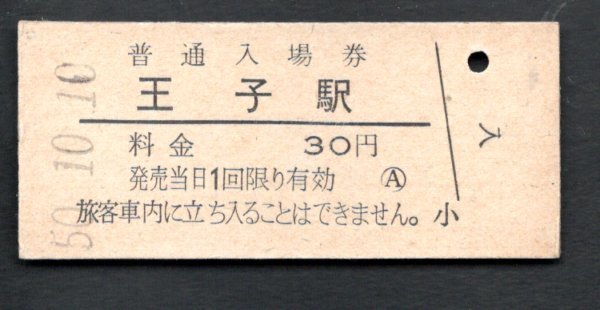 普通入場券
王子駅
料金 30円
発売当日1回限り有効 Ⓐ
旅客車内に立ち入ることはできません。 小
入
50.10.10